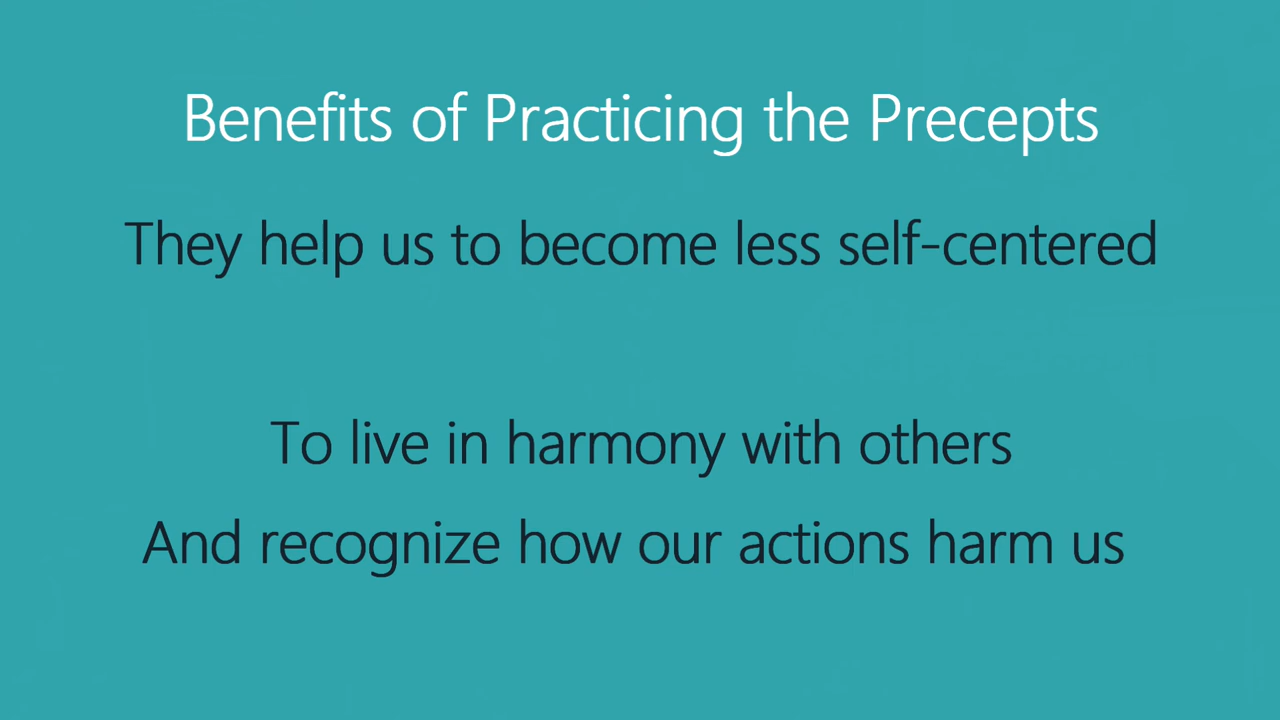 Benefits of Practicing the Precepts
They help us to become less self-centered
To live in harmony with others
And recognize how our actions harm us